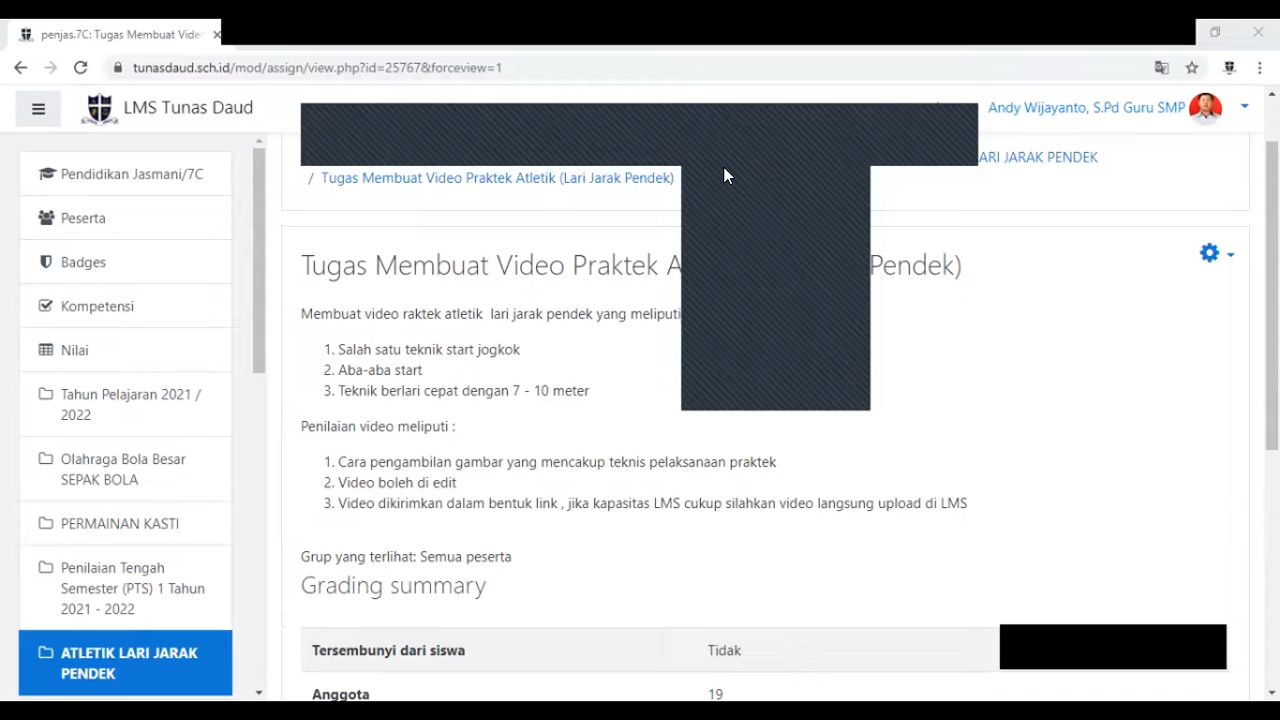 penjas.7C: Tugas Membuat Vide
tunasdaud.sch.id/mod/assign/view.php?id=25767&forceview=1
LMS Tunas Daud
Andy Wijayanto, S.Pd Guru SMP
ARI JARAK PENDEK
/ Tugas Membuat Video Praktek Atletik (Lari Jarak Pendek)
Pendidikan Jasmani/7C
Peserta
Badges
Kompetensi
Nilai
Tahun Pelajaran 2021 /
2022
Olahraga Bola Besar
SEPAK BOLA
PERMAINAN KASTI
Penilaian Tengah
Semester (PTS) 1 Tahun
2021 - 2022
ATLETIK LARI JARAK
PENDEK
Tugas Membuat Video Praktek A Pendek)
Membuat video raktek atletik lari jarak pendek yang meliputi
1. Salah satu teknik start jogkok
2. Aba-aba start
3. Teknik berlari cepat dengan 7 - 10 meter
Penilaian video meliputi :
1. Cara pengambilan gambar yang mencakup teknis pelaksanaan praktek
2. Video boleh di edit
3. Video dikirimkan dalam bentuk link , jika kapasitas LMS cukup silahkan video langsung upload di LMS
Grup yang terlihat: Semua peserta
Grading summary
Tersembunyi dari siswa Tidak
Anggota 19